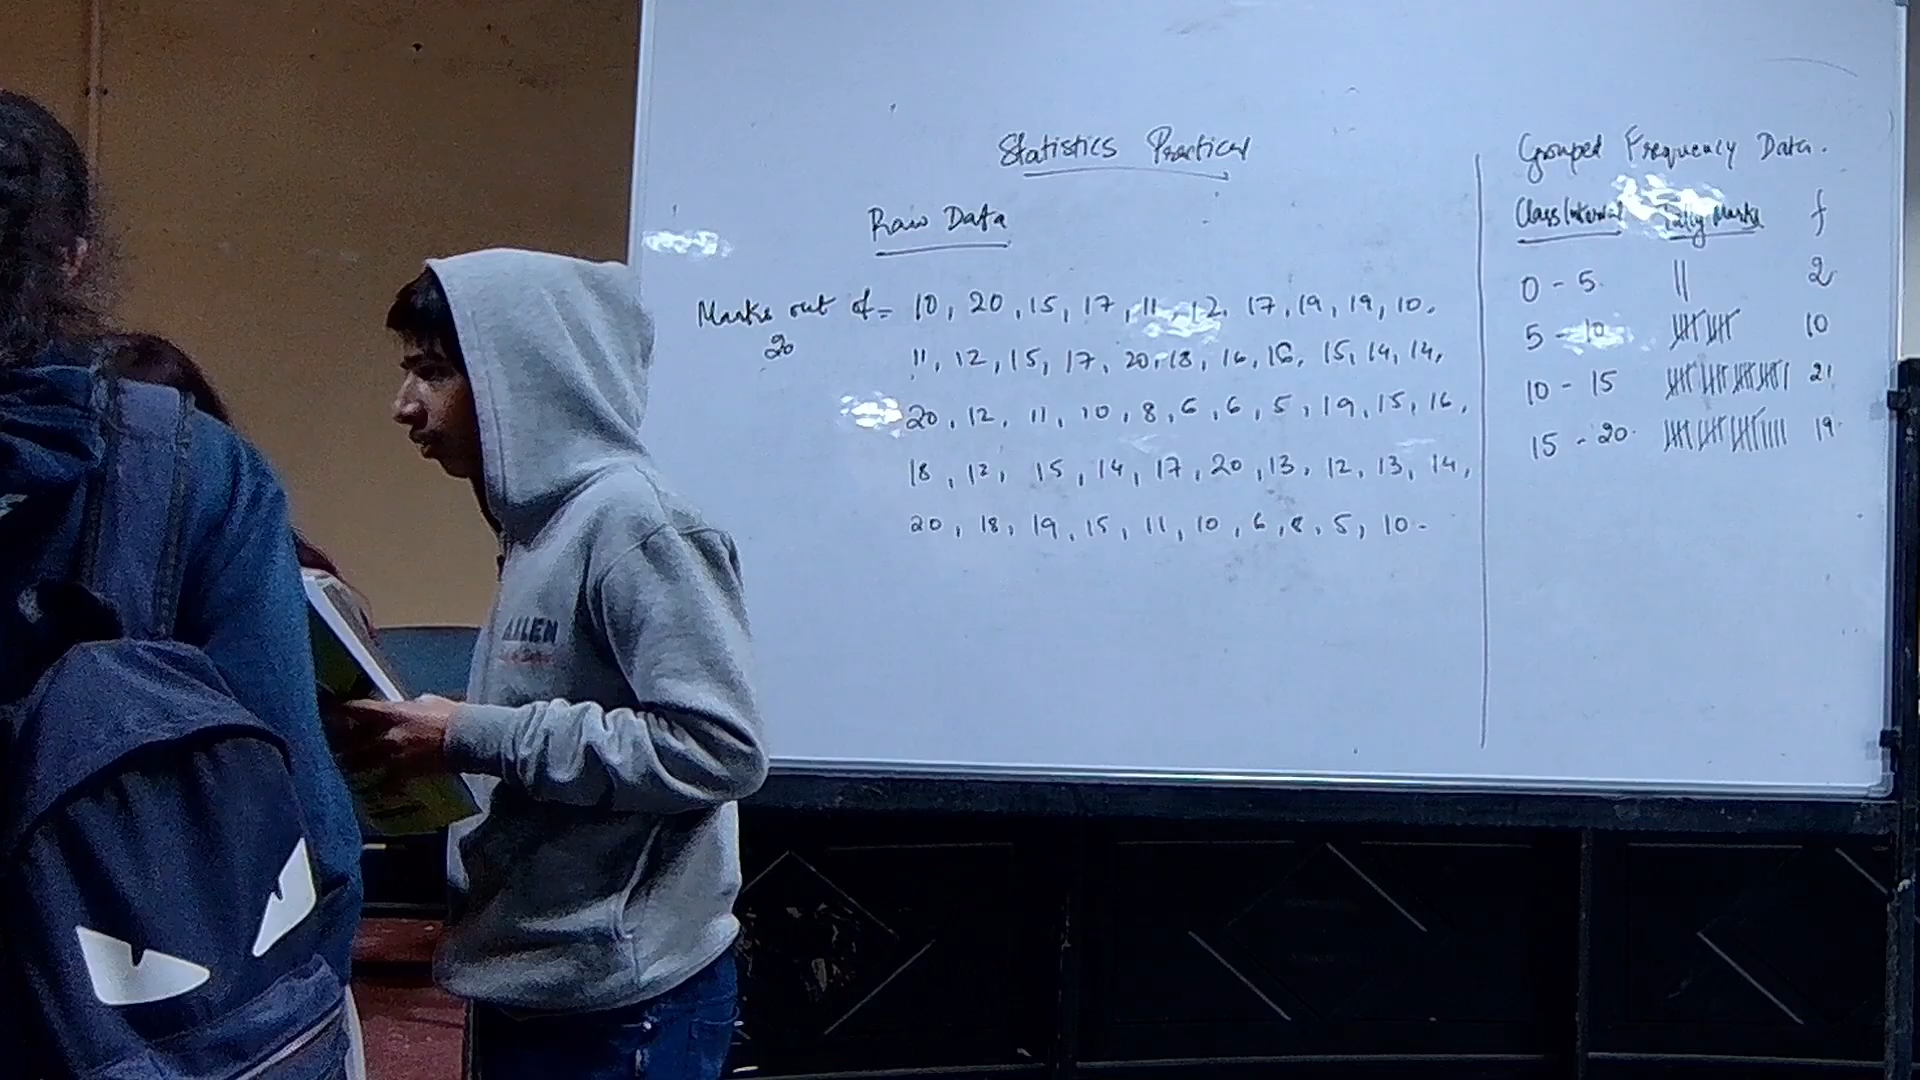 Statistics Practical
Raw Data
Marks out of = 10, 20, 15, 17, 11, 12, 17, 19, 19, 10.
20
11, 12, 15, 17, 20, 18, 16, 16, 15, 14, 14,
20, 12, 11, 10, 8, 6, 6, 5, 19, 15, 16,
18, 12, 15, 14, 17, 20, 13, 12, 13, 14,
20, 18, 19, 15, 11, 10, 6, 8, 5, 10.
Grouped Frequency Data.
Class Interval Tally Marks f
0 - 5. || 2
5 - 10 10
10 - 15 21
15 - 20. 19.
ALLEN